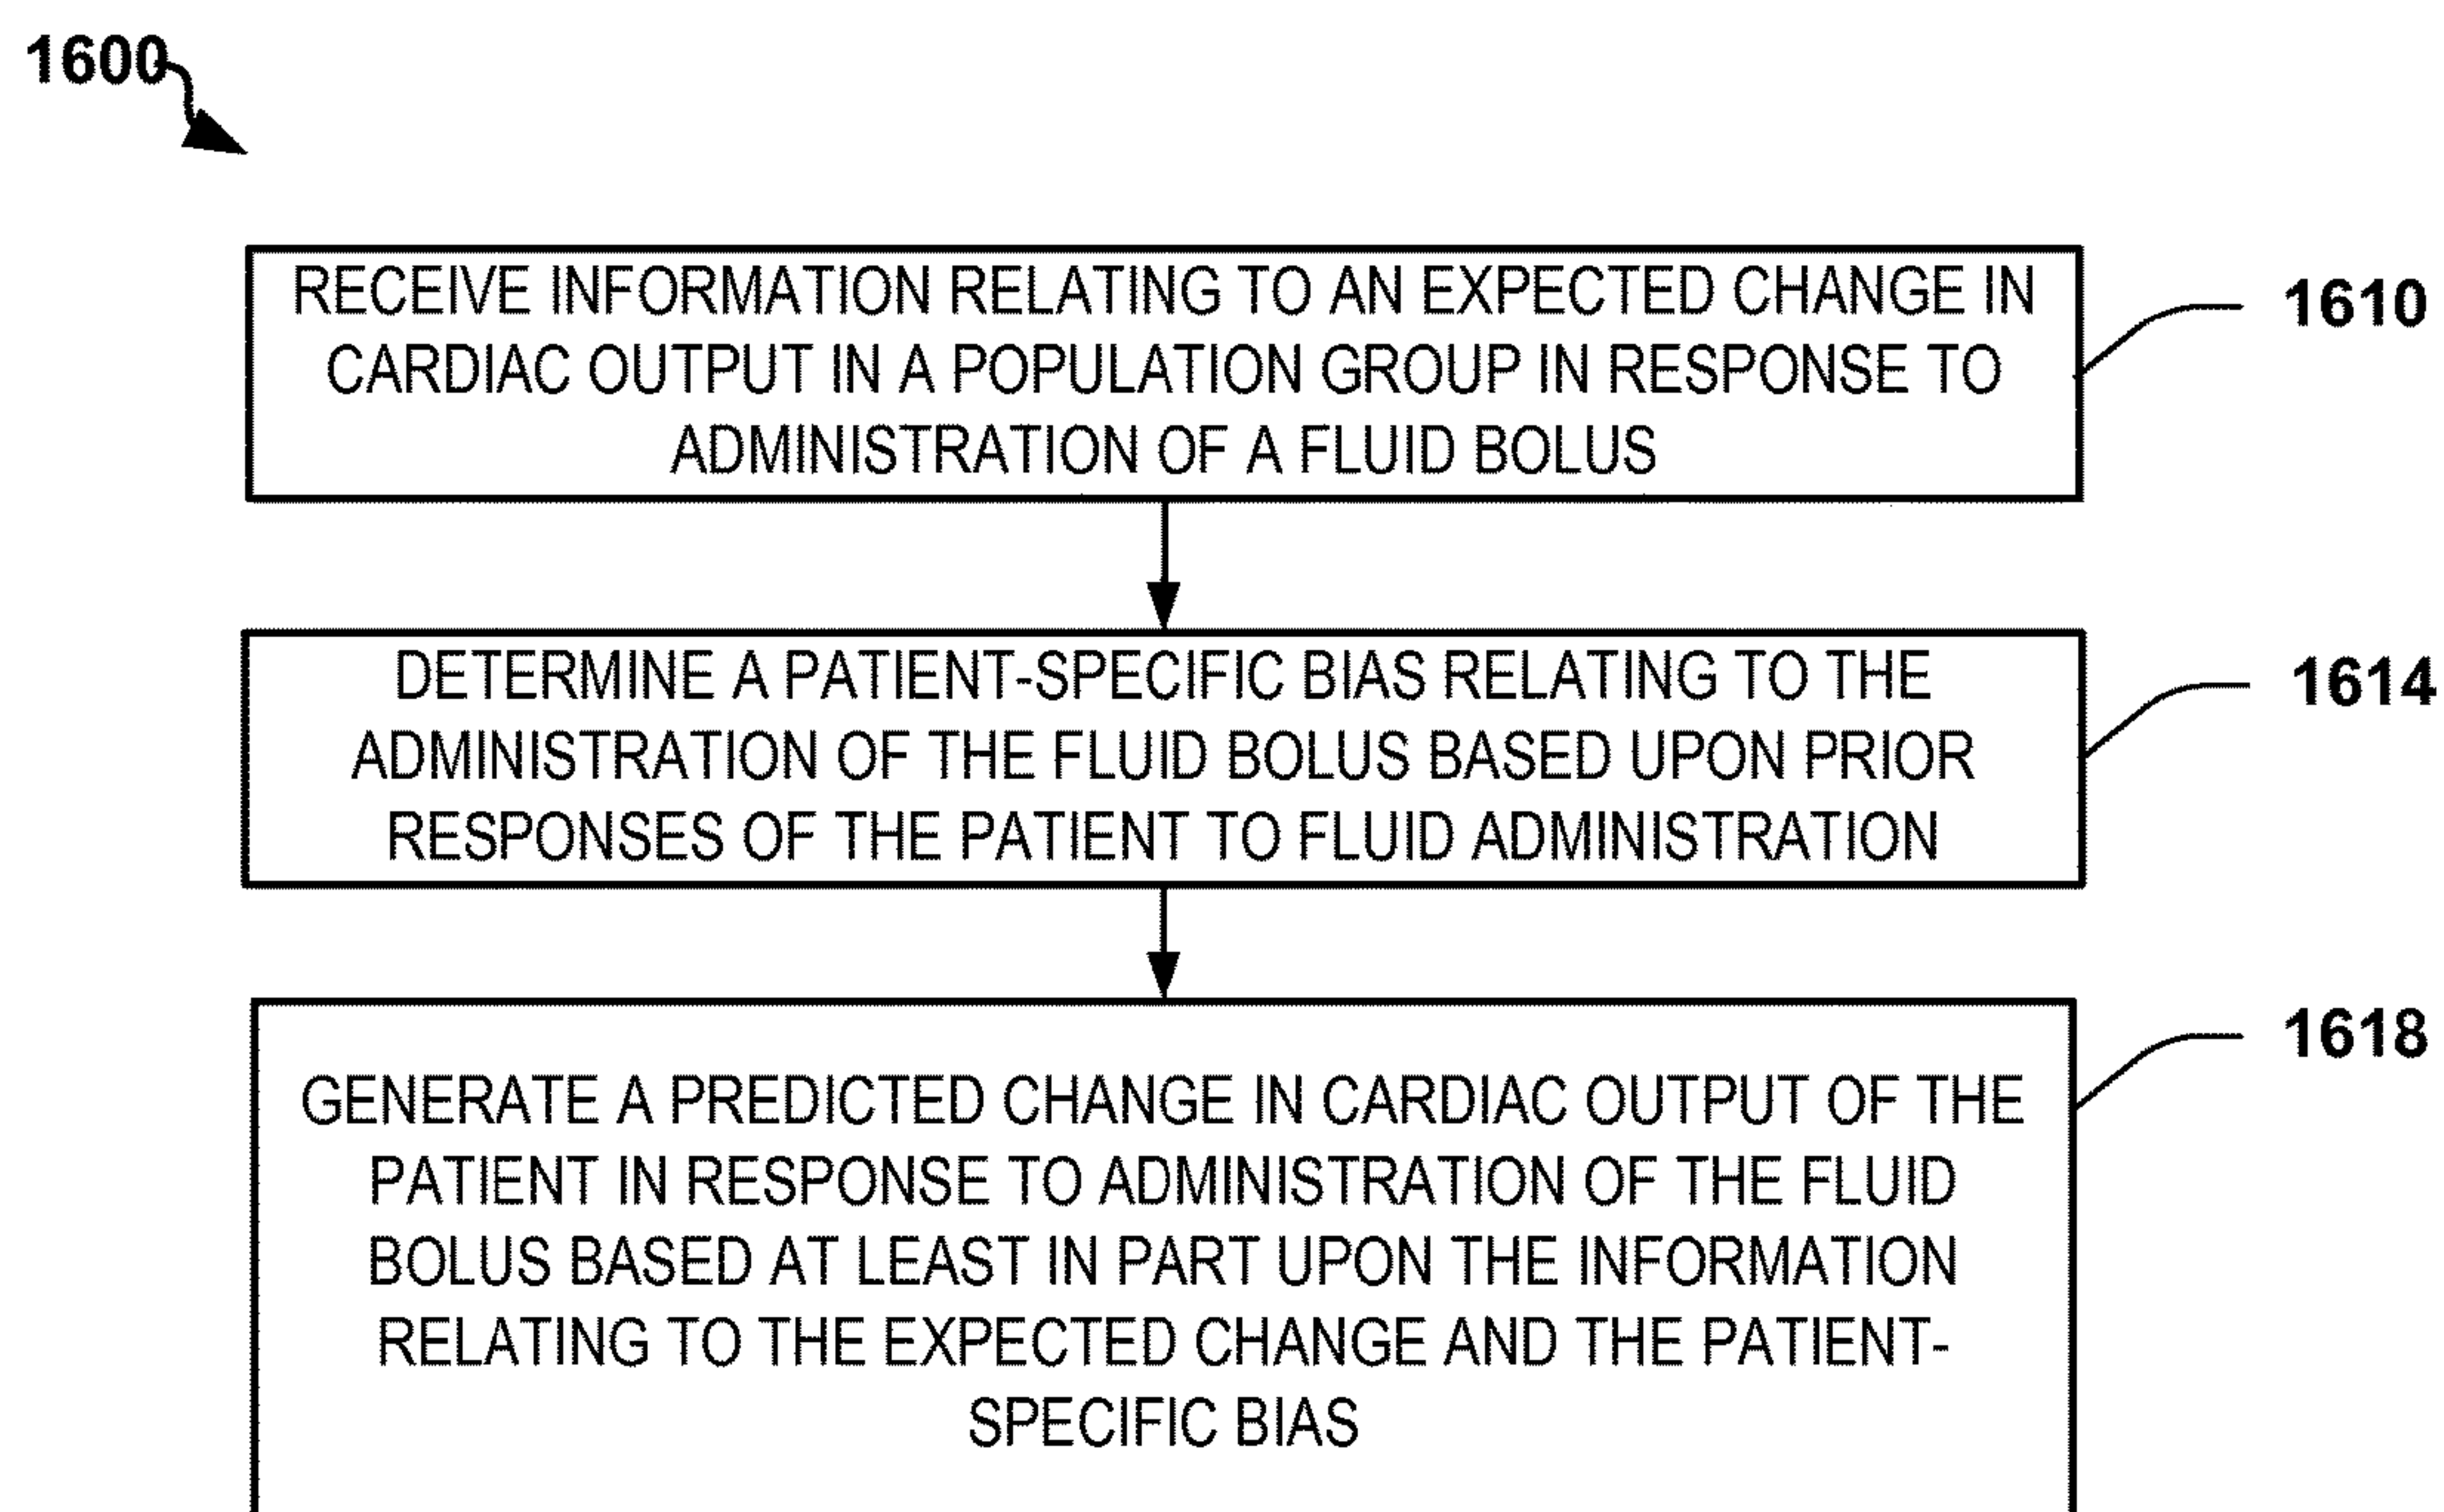 1600
RECEIVE INFORMATION RELATING TO AN EXPECTED CHANGE IN
CARDIAC OUTPUT IN A POPULATION GROUP IN RESPONSE TO
ADMINISTRATION OF A FLUID BOLUS
1610
DETERMINE A PATIENT-SPECIFIC BIAS RELATING TO THE
ADMINISTRATION OF THE FLUID BOLUS BASED UPON PRIOR
RESPONSES OF THE PATIENT TO FLUID ADMINISTRATION
1614
GENERATE A PREDICTED CHANGE IN CARDIAC OUTPUT OF THE
PATIENT IN RESPONSE TO ADMINISTRATION OF THE FLUID
BOLUS BASED AT LEAST IN PART UPON THE INFORMATION
RELATING TO THE EXPECTED CHANGE AND THE PATIENT-
SPECIFIC BIAS
1618